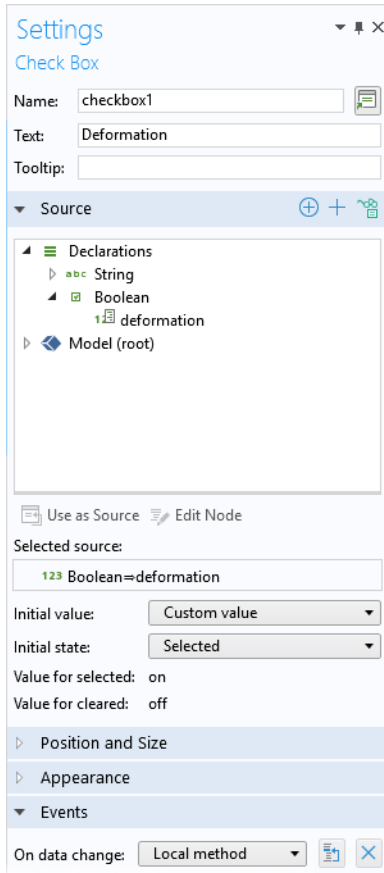 Settings
Check Box
Name: checkbox1
Text: Deformation
Tooltip:
Source
Declarations
abc String
Boolean
deformation
Model (root)
Use as Source Edit Node
Selected source:
123 Boolean⇒deformation
Initial value: Custom value
Initial state: Selected
Value for selected: on
Value for cleared: off
Position and Size
Appearance
Events
On data change: Local method